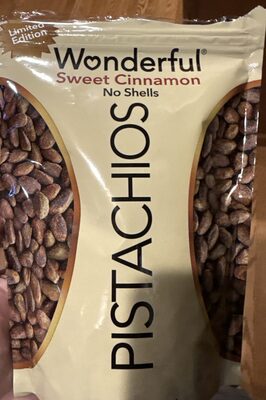 Limited
Edition
Wonderful®
Sweet Cinnamon
No Shells
PISTACHIOS